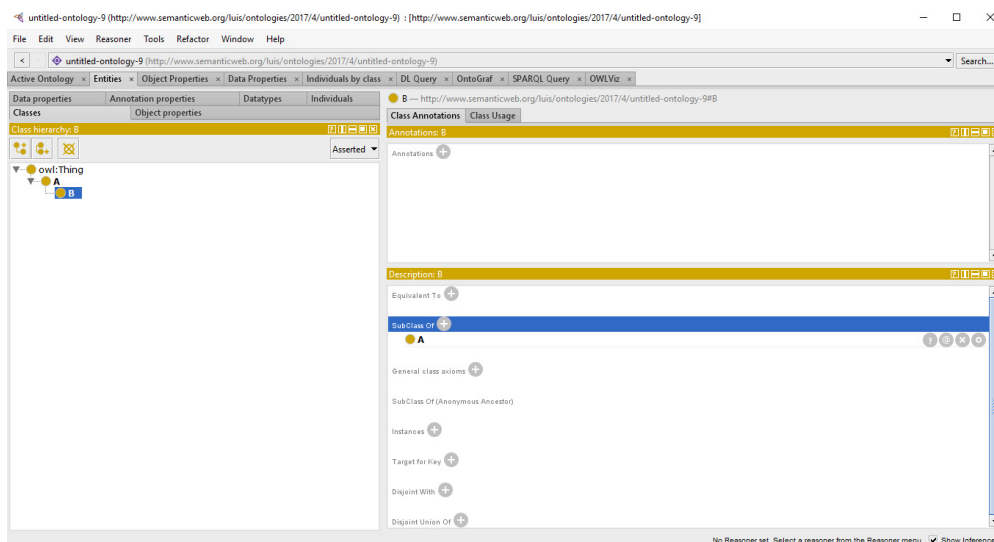 untitled-ontology-9 (http://www.semanticweb.org/luis/ontologies/2017/4/untitled-ontology-9) : [http://www.semanticweb.org/luis/ontologies/2017/4/untitled-ontology-9]
File Edit View Reasoner Tools Refactor Window Help
untitled-ontology-9 (http://www.semanticweb.org/luis/ontologies/2017/4/untitled-ontology-9) Search...
Active Ontology × Entities × Object Properties × Data Properties × Individuals by class × DL Query × OntoGraf × SPARQL Query × OWLViz ×
Data properties Annotation properties Datatypes Individuals
Classes Object properties
Class hierarchy: B
Asserted
owl:Thing
A
B
B — http://www.semanticweb.org/luis/ontologies/2017/4/untitled-ontology-9#B
Class Annotations Class Usage
Annotations: B
Annotations
Description: B
Equivalent To
SubClass Of
A
General class axioms
SubClass Of (Anonymous Ancestor)
Instances
Target for Key
Disjoint With
Disjoint Union Of
No Reasoner set. Select a reasoner from the Reasoner menu Show Inference